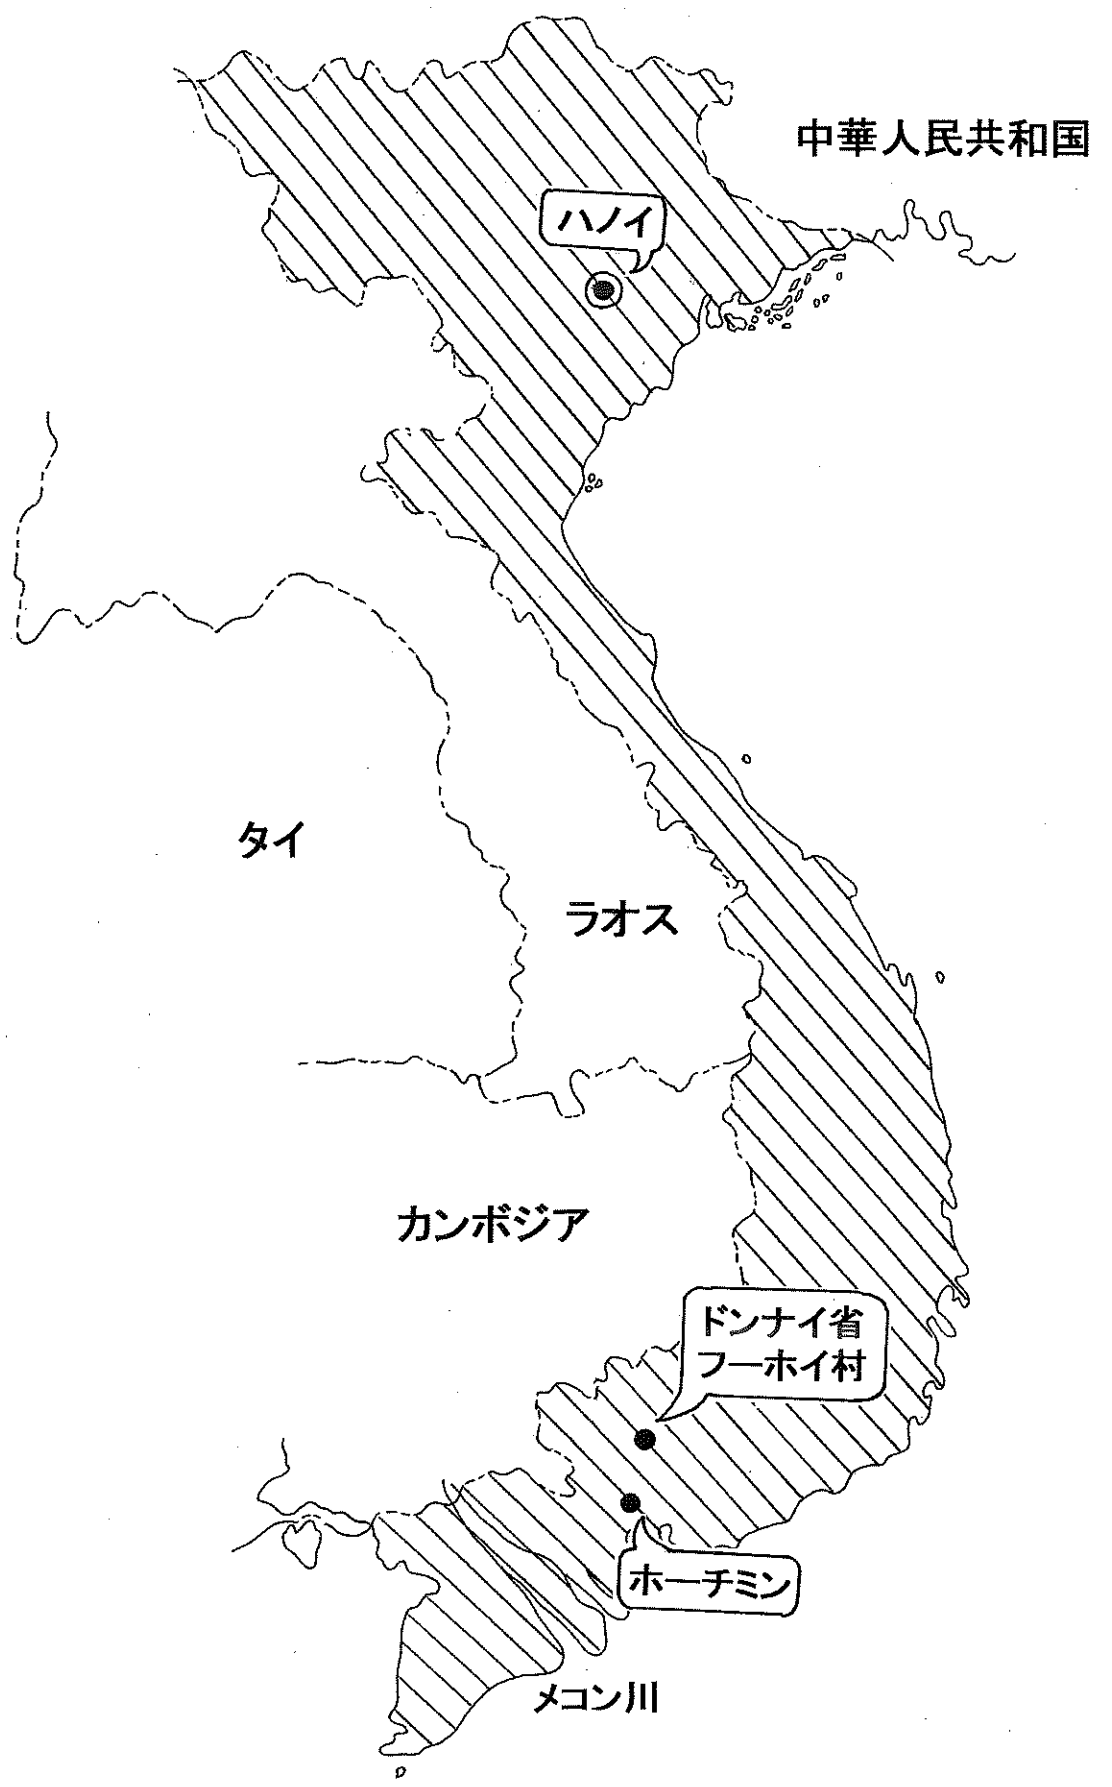 中華人民共和国
ハノイ
タイ
ラオス
カンボジア
ドンナイ省
フーホイ村
ホーチミン
メコン川